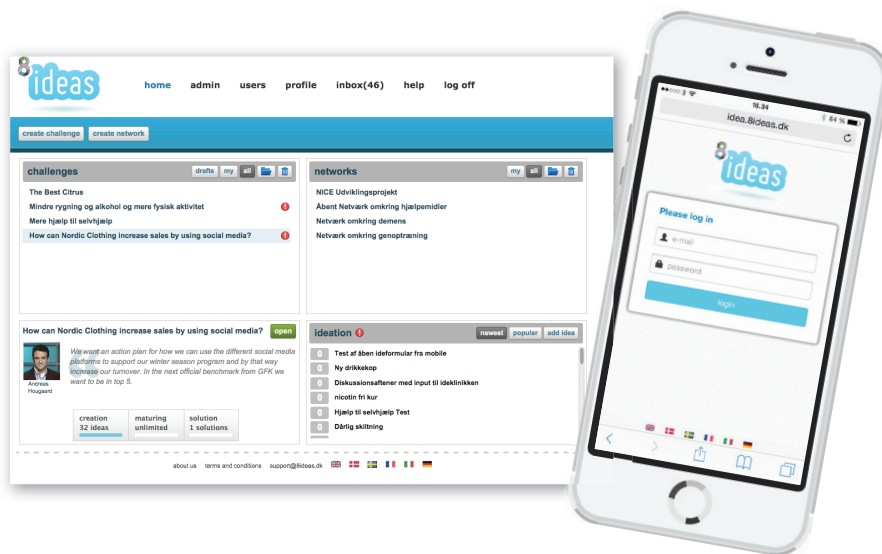 8ideas
home admin users profile inbox(46) help log off
create challenge create network
challenges drafts my all
The Best Citrus
Mindre rygning og alkohol og mere fysisk aktivitet
Mere hjælp til selvhjælp
How can Nordic Clothing increase sales by using social media?
networks my all
NICE Udviklingsprojekt
Åbent Netværk omkring hjælpemidler
Netværk omkring demens
Netværk omkring genoptræning
How can Nordic Clothing increase sales by using social media? open
We want an action plan for how we can use the different social media
platforms to support our winter season program and by that way
increase our turnover. In the next official benchmark from GFK we
want to be in top 5.
Andreas
Hougaard
creation maturing solution
32 ideas unlimited 1 solutions
ideation newest popular add idea
0 Test af åben ideformular fra mobile
0 Ny drikkekop
0 Diskussionsaftener med input til ideklinikken
0 nicotin fri kur
0 Hjælp til selvhjælp Test
0 Dårlig skiltning
about us terms and conditions support@8ideas.dk
3 16.34 84 %
idea.8ideas.dk
8ideas
Please log in
e-mail
password
login